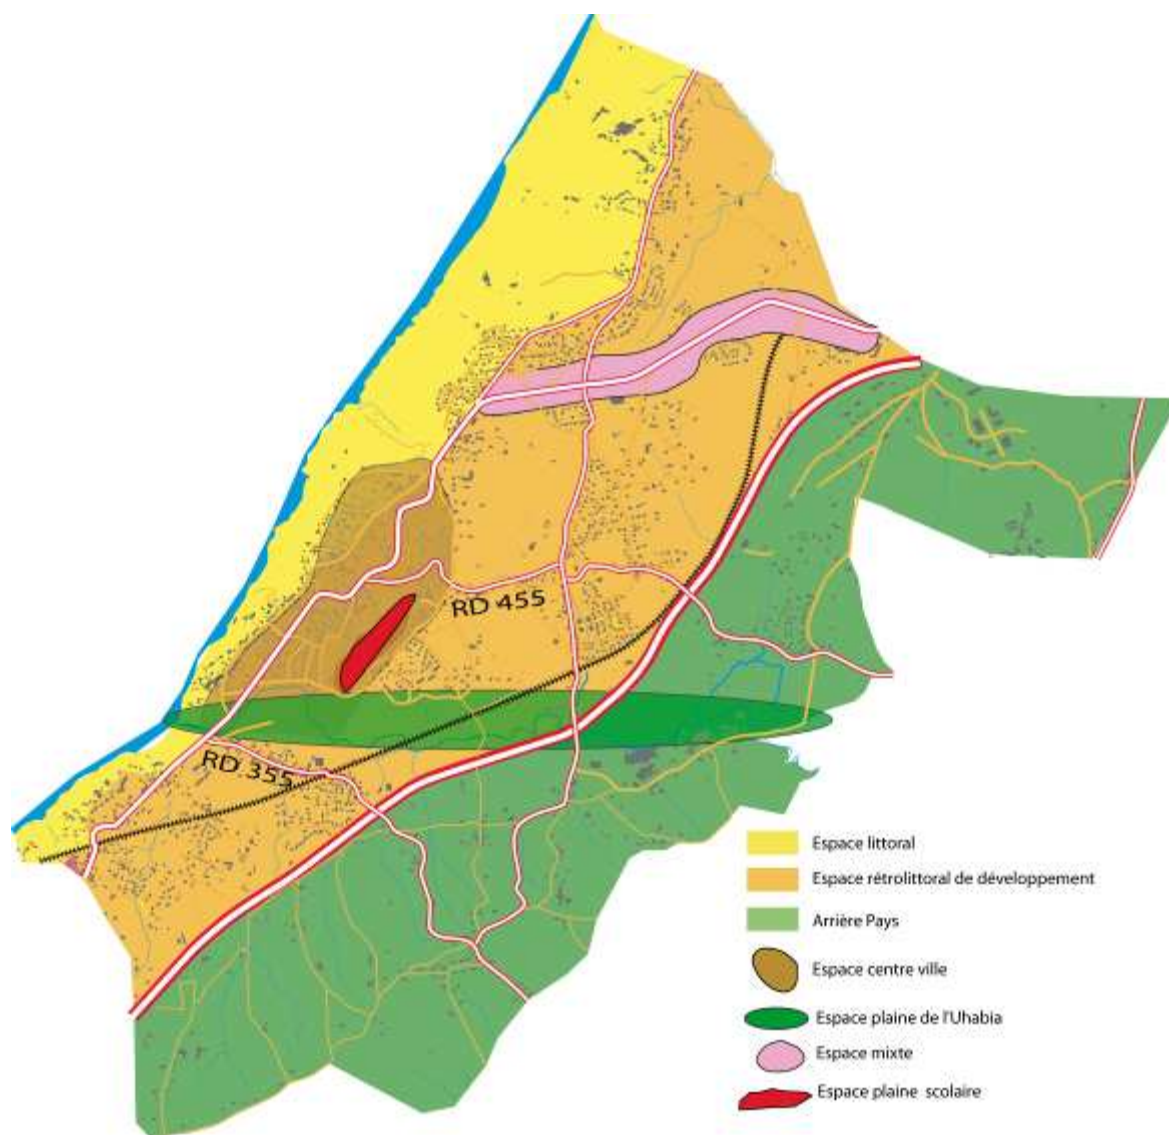 RD 455
RD 355
Espace littoral
Espace rétrolittoral de développement
Arrière Pays
Espace centre ville
Espace plaine de l'Uhabia
Espace mixte
Espace plaine scolaire